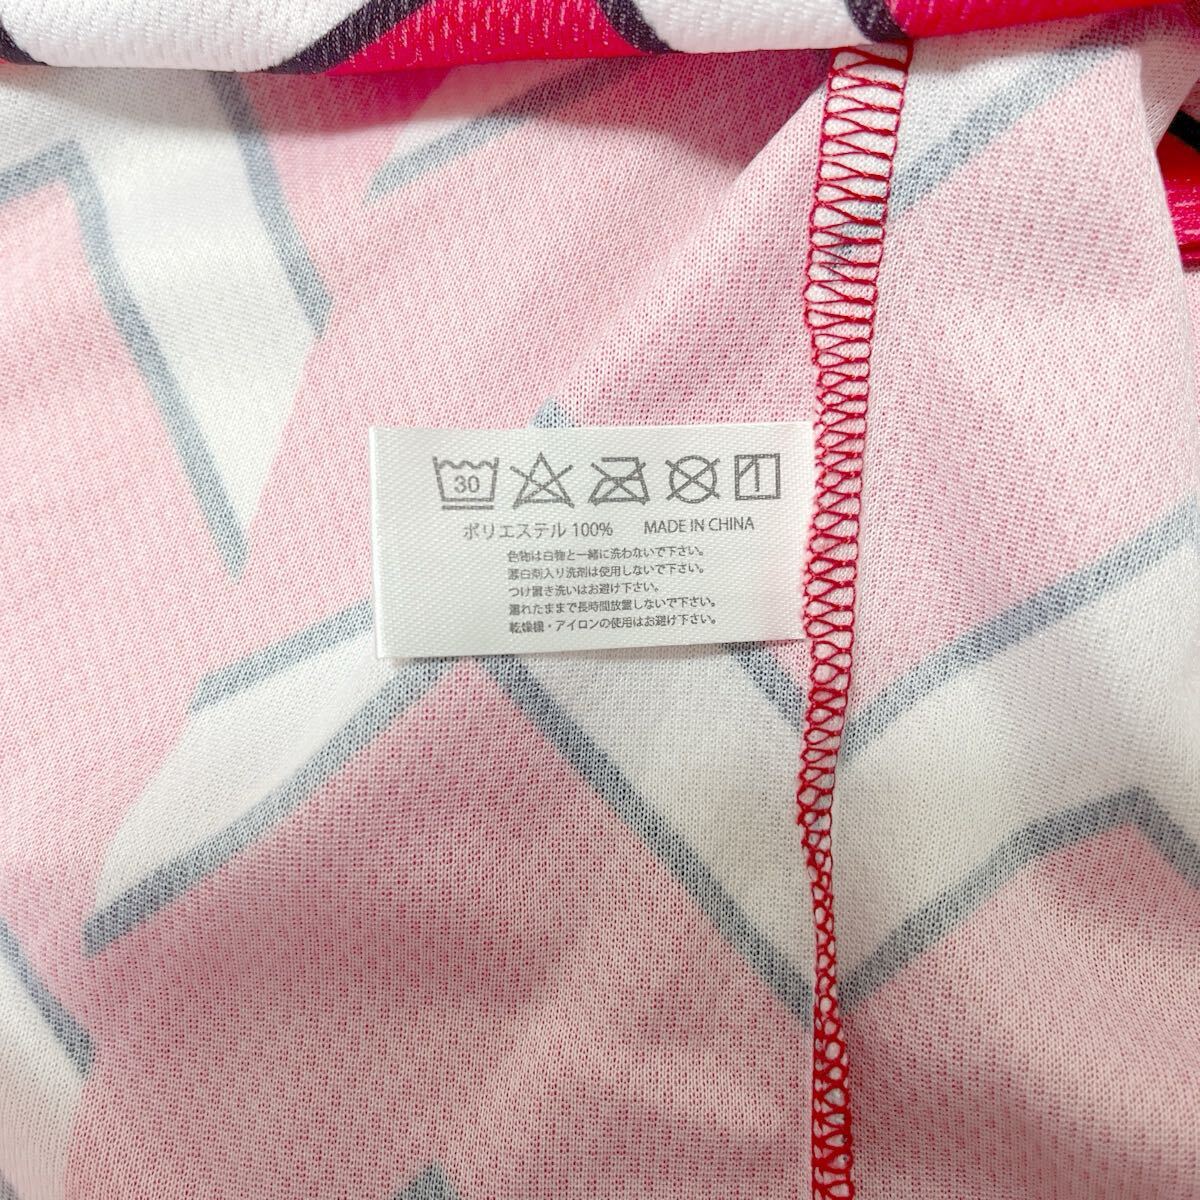 30
ポリエステル 100% MADE IN CHINA
色物は白物と一緒に洗わないで下さい。
漂白剤入り洗剤は使用しないで下さい。
つけ置き洗いはお避け下さい。
濡れたままで長時間放置しないで下さい。
乾燥機・アイロンの使用はお避け下さい。